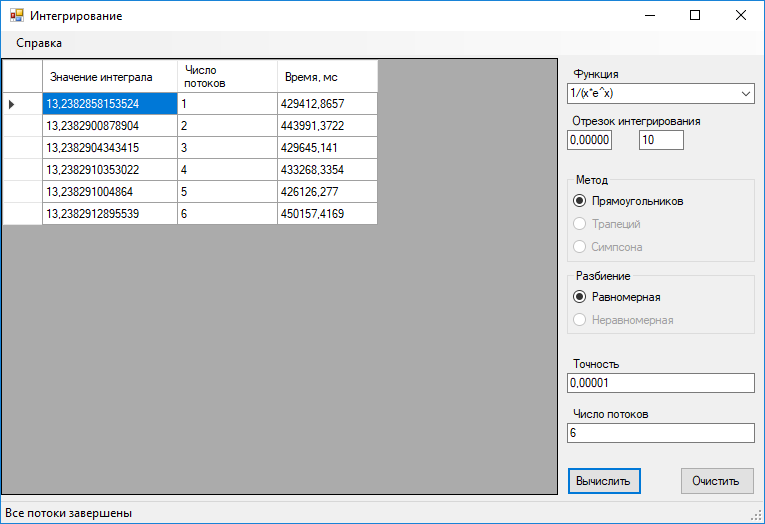 Интегрирование
Справка
Значение интеграла Число потоков Время, мс
13,2382858153524 1 429412,8657
13,2382900878904 2 443991,3722
13,2382904343415 3 429645,141
13,2382910353022 4 433268,3354
13,238291004864 5 426126,277
13,2382912895539 6 450157,4169
Функция
1/(x*e^x)
Отрезок интегрирования
0,00000 10
Метод
Прямоугольников
Трапеций
Симпсона
Разбиение
Равномерная
Неравномерная
Точность
0,00001
Число потоков
6
Вычислить Очистить
Все потоки завершены